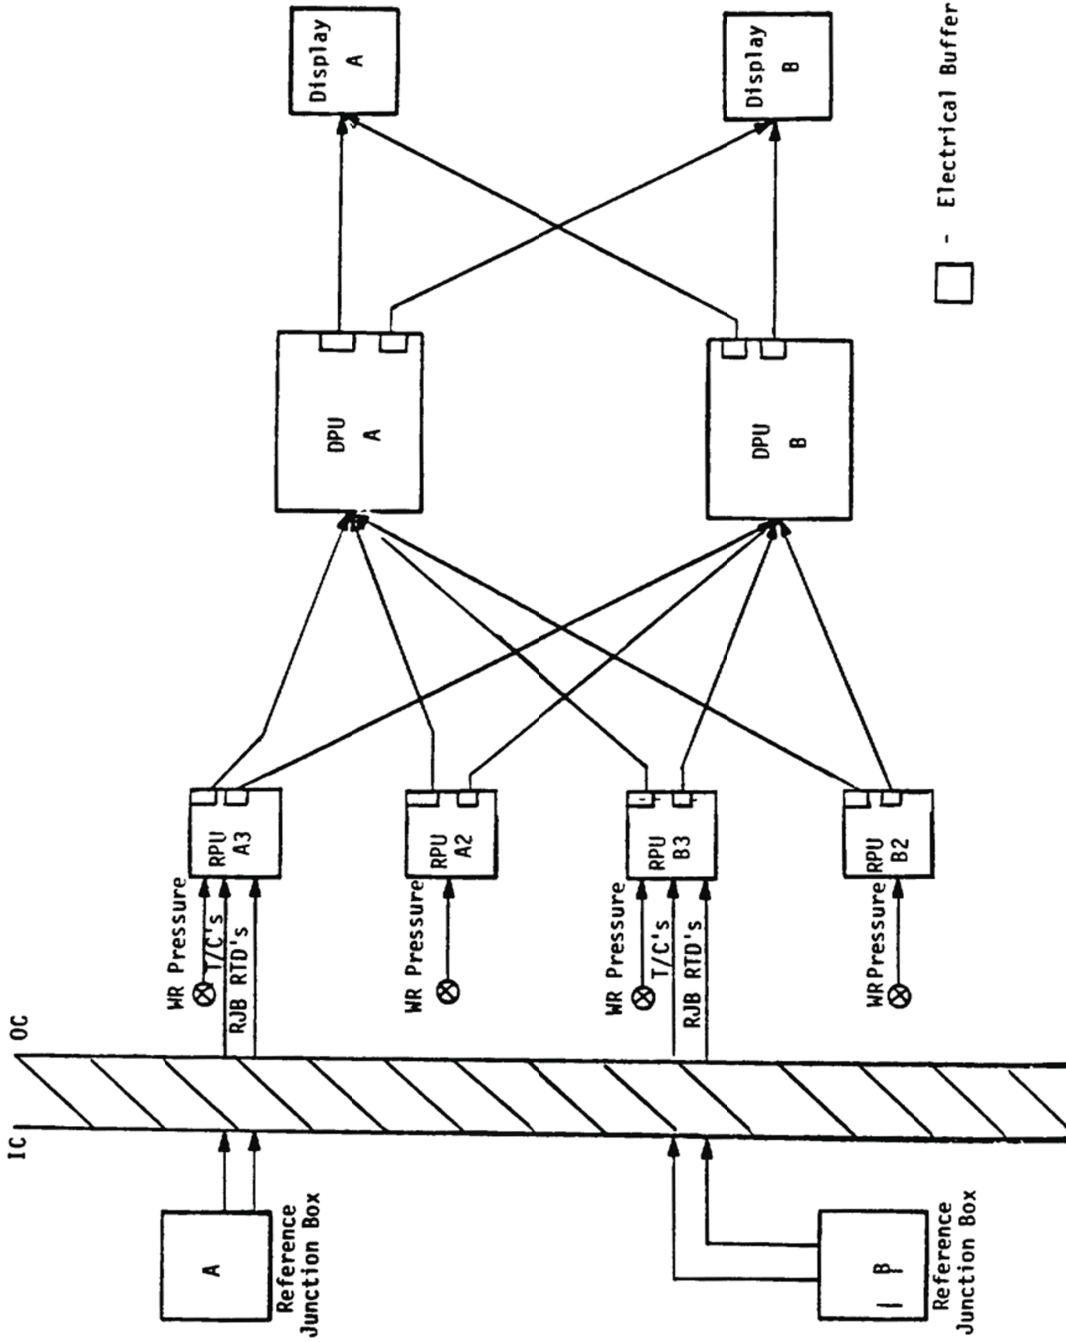 IC
OC
A
Reference
Junction Box
B
Reference
Junction Box
WR Pressure
T/C's
RJB RTD's
WR Pressure
WR Pressure
T/C's
RJB RTD's
WR Pressure
RPU
A3
RPU
A2
RPU
B3
RPU
B2
DPU
A
DPU
B
Display
A
Display
B
- Electrical Buffer